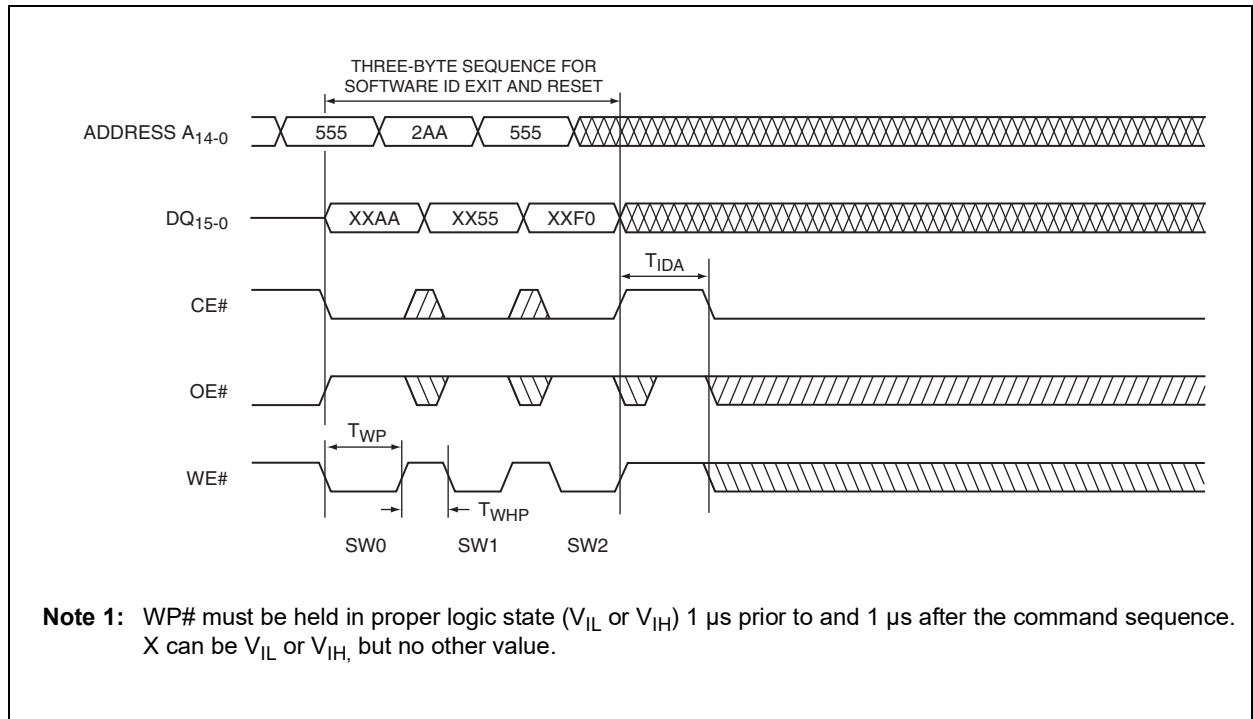 THREE-BYTE SEQUENCE FOR
SOFTWARE ID EXIT AND RESET
ADDRESS A14-0
555 2AA 555
DQ15-0
XXAA XX55 XXF0
TIDA
CE#
OE#
TWP
WE#
TWHP
SW0 SW1 SW2
Note 1: WP# must be held in proper logic state (VIL or VIH) 1 µs prior to and 1 µs after the command sequence.
X can be VIL or VIH, but no other value.